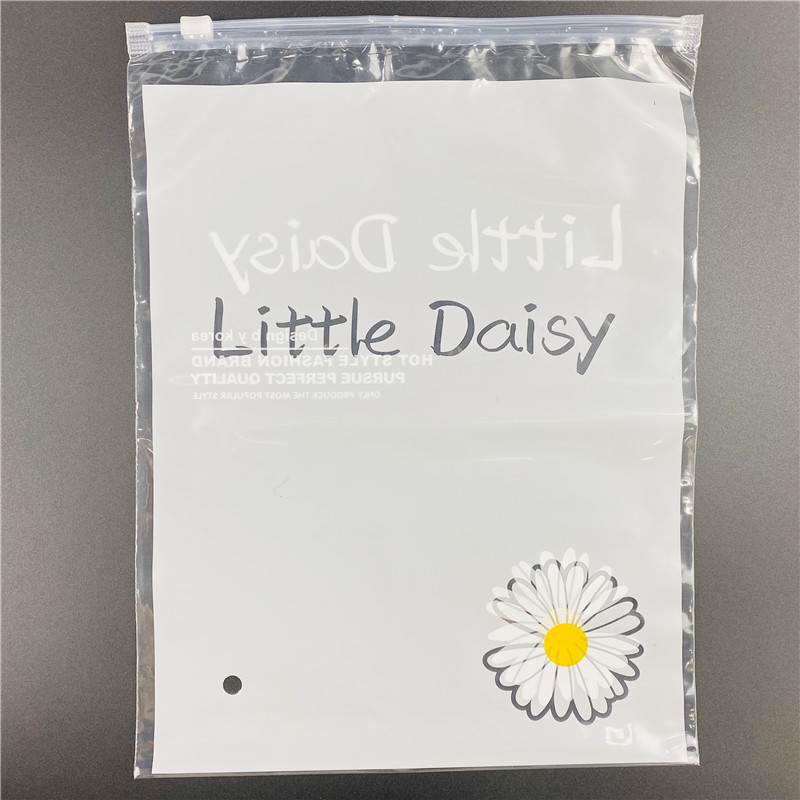 Little Daisy
Little Daisy
Design b y korea
HOT STYLE FASHION BRAND
PURSUE PERFECT QUALITY
ONLY PRODUCE THE MOST POPULAR STYLE